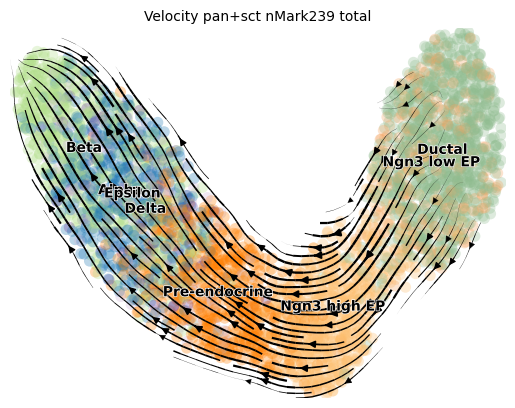 Velocity pan+sct nMark239 total
Beta
Ductal
Ngn3 low EP
Alpha
Epsilon
Delta
Pre-endocrine
Ngn3 high EP